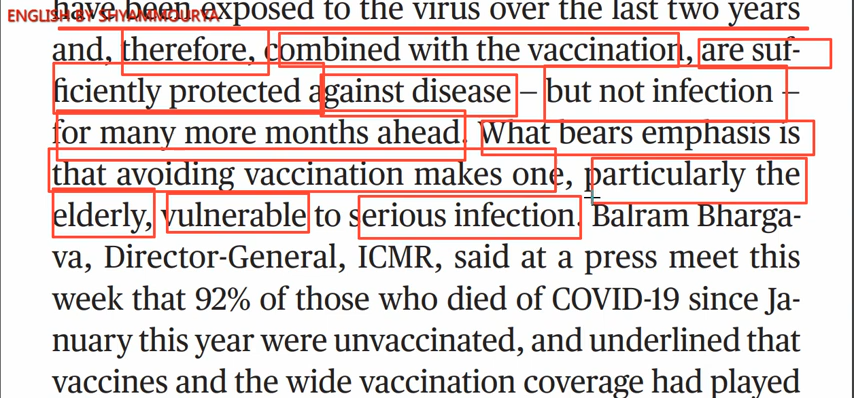 have been exposed to the virus over the last two years
ENGLISH BY SHYAMMOURYA
and, therefore, combined with the vaccination, are suf-
ficiently protected against disease – but not infection –
for many more months ahead. What bears emphasis is
that avoiding vaccination makes one, particularly the
elderly, vulnerable to serious infection. Balram Bharga-
va, Director-General, ICMR, said at a press meet this
week that 92% of those who died of COVID-19 since Ja-
nuary this year were unvaccinated, and underlined that
vaccines and the wide vaccination coverage had played